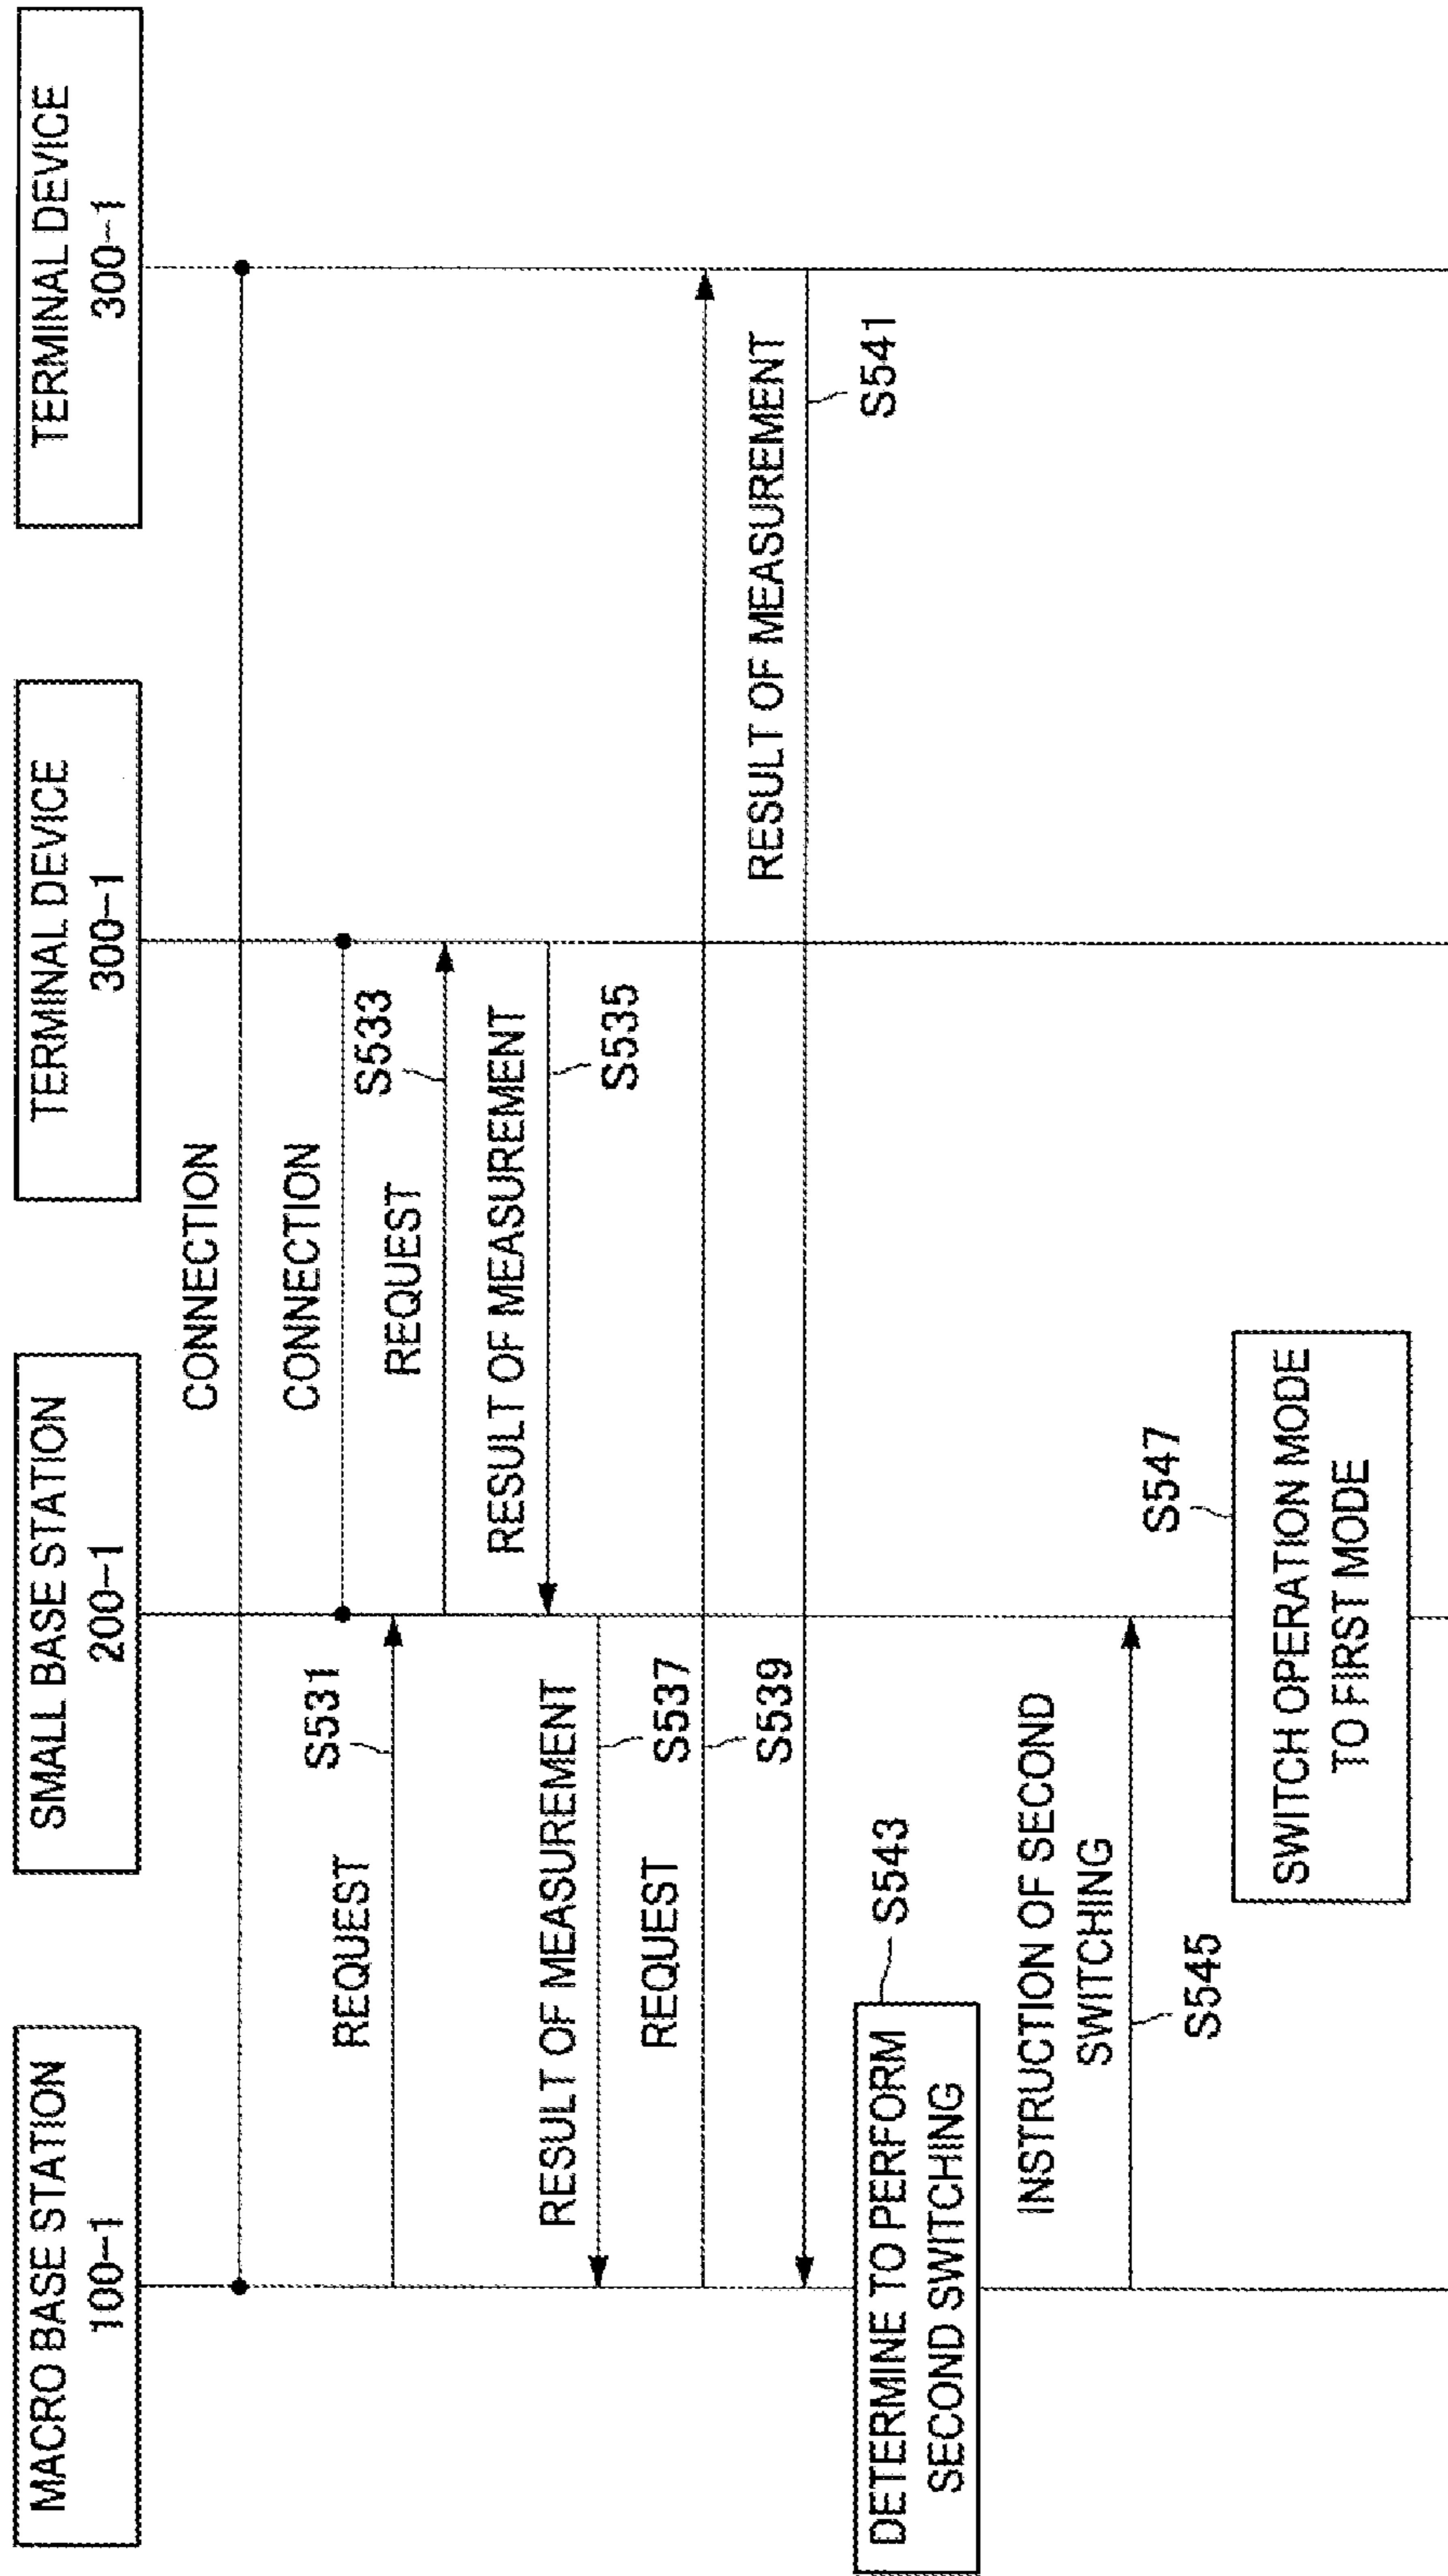 MACRO BASE STATION
100-1
SMALL BASE STATION
200-1
TERMINAL DEVICE
300-1
TERMINAL DEVICE
300-1
CONNECTION
CONNECTION
REQUEST
S531
REQUEST
S533
RESULT OF MEASUREMENT
S535
RESULT OF MEASUREMENT
S537
REQUEST
S539
RESULT OF MEASUREMENT
S541
DETERMINE TO PERFORM
SECOND SWITCHING
S543
INSTRUCTION OF SECOND
SWITCHING
S545
S547
SWITCH OPERATION MODE
TO FIRST MODE